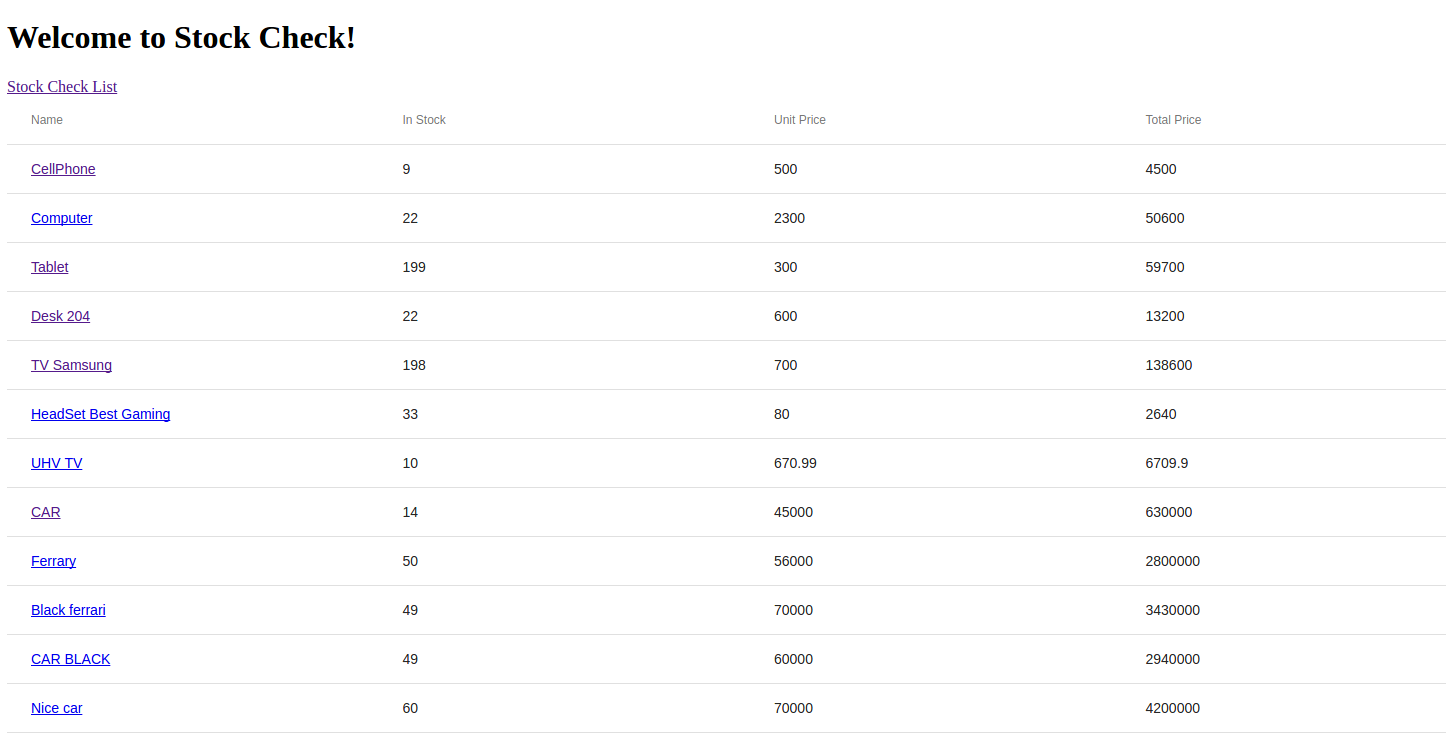 Welcome to Stock Check!
Stock Check List
Name In Stock Unit Price Total Price
CellPhone 9 500 4500
Computer 22 2300 50600
Tablet 199 300 59700
Desk 204 22 600 13200
TV Samsung 198 700 138600
HeadSet Best Gaming 33 80 2640
UHV TV 10 670.99 6709.9
CAR 14 45000 630000
Ferrary 50 56000 2800000
Black ferrari 49 70000 3430000
CAR BLACK 49 60000 2940000
Nice car 60 70000 4200000